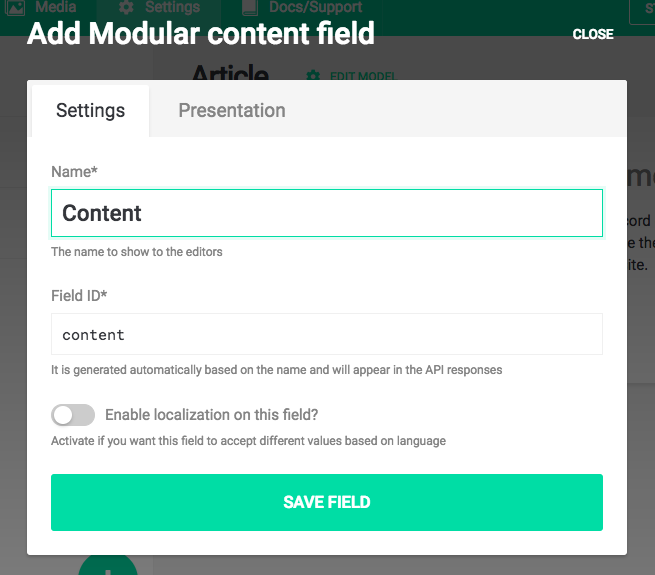 Media
Settings
Docs/Support
Add Modular content field
CLOSE
Article
EDIT MODEL
Settings
Presentation
Name*
Content
The name to show to the editors
Field ID*
content
It is generated automatically based on the name and will appear in the API responses
Enable localization on this field?
Activate if you want this field to accept different values based on language
SAVE FIELD
ite.